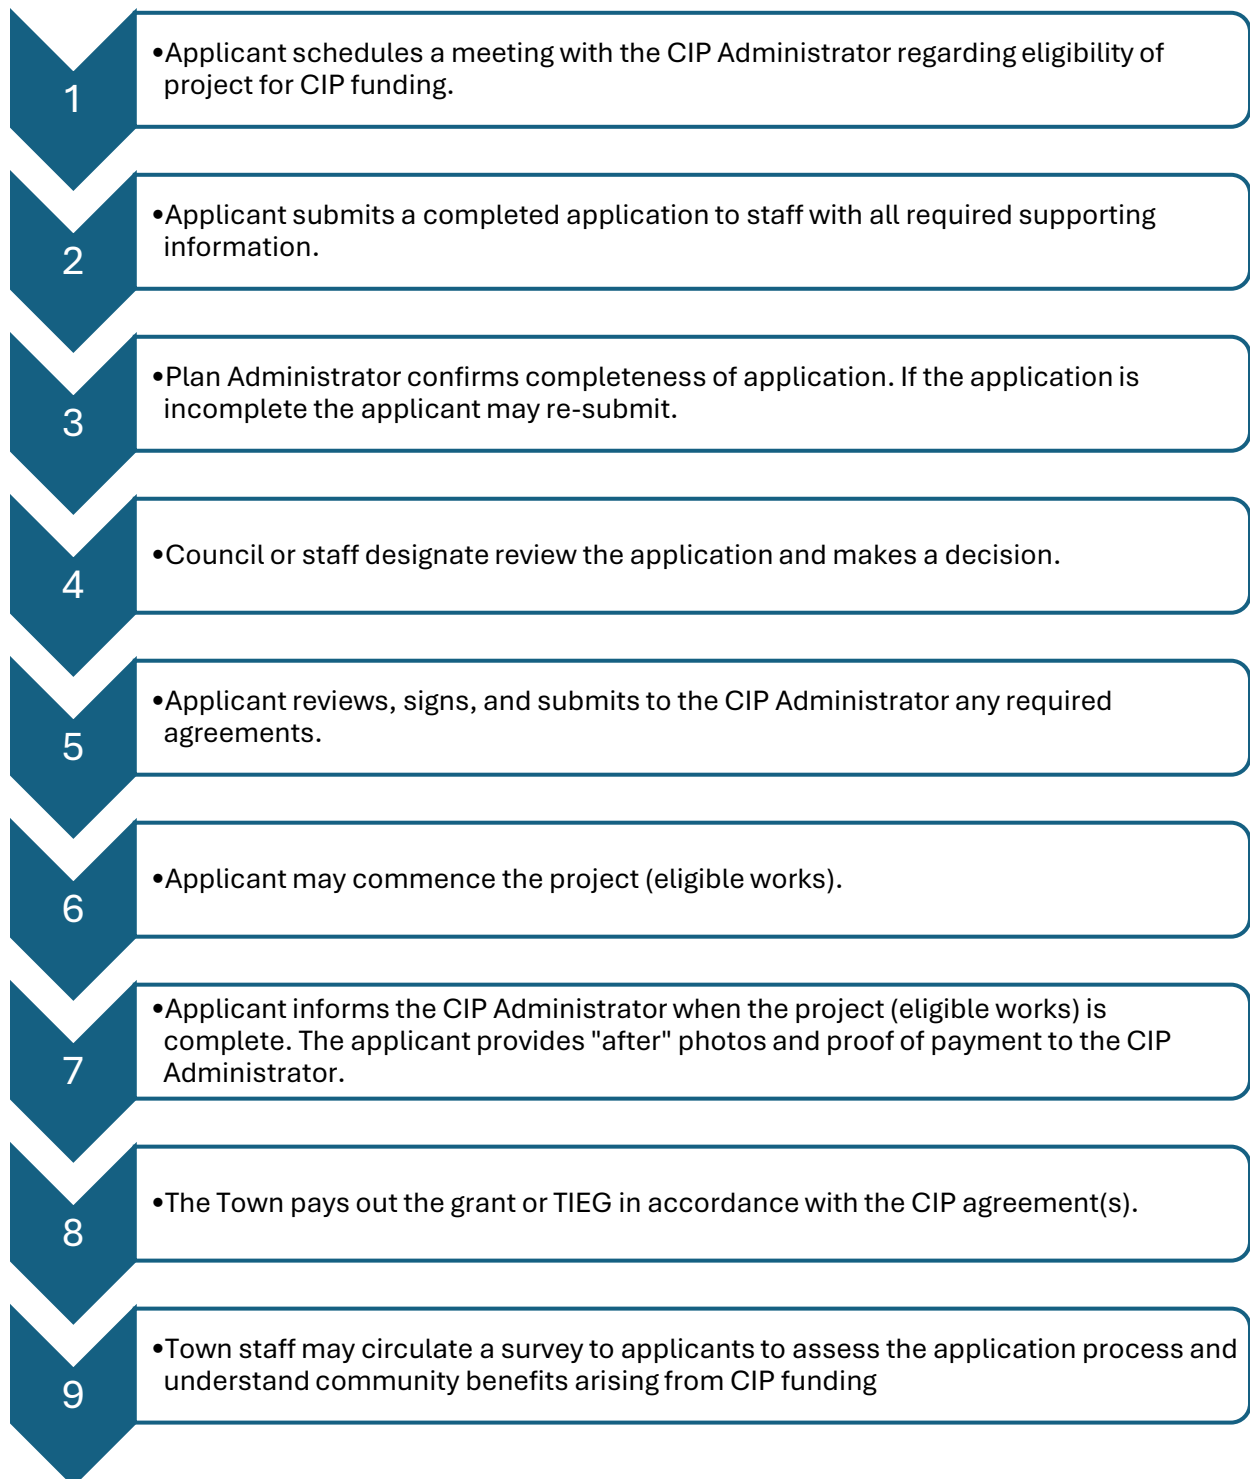 1
•Applicant schedules a meeting with the CIP Administrator regarding eligibility of
project for CIP funding.
2
•Applicant submits a completed application to staff with all required supporting
information.
3
•Plan Administrator confirms completeness of application. If the application is
incomplete the applicant may re-submit.
4
•Council or staff designate review the application and makes a decision.
5
•Applicant reviews, signs, and submits to the CIP Administrator any required
agreements.
6
•Applicant may commence the project (eligible works).
7
•Applicant informs the CIP Administrator when the project (eligible works) is
complete. The applicant provides "after" photos and proof of payment to the CIP
Administrator.
8
•The Town pays out the grant or TIEG in accordance with the CIP agreement(s).
9
•Town staff may circulate a survey to applicants to assess the application process and
understand community benefits arising from CIP funding